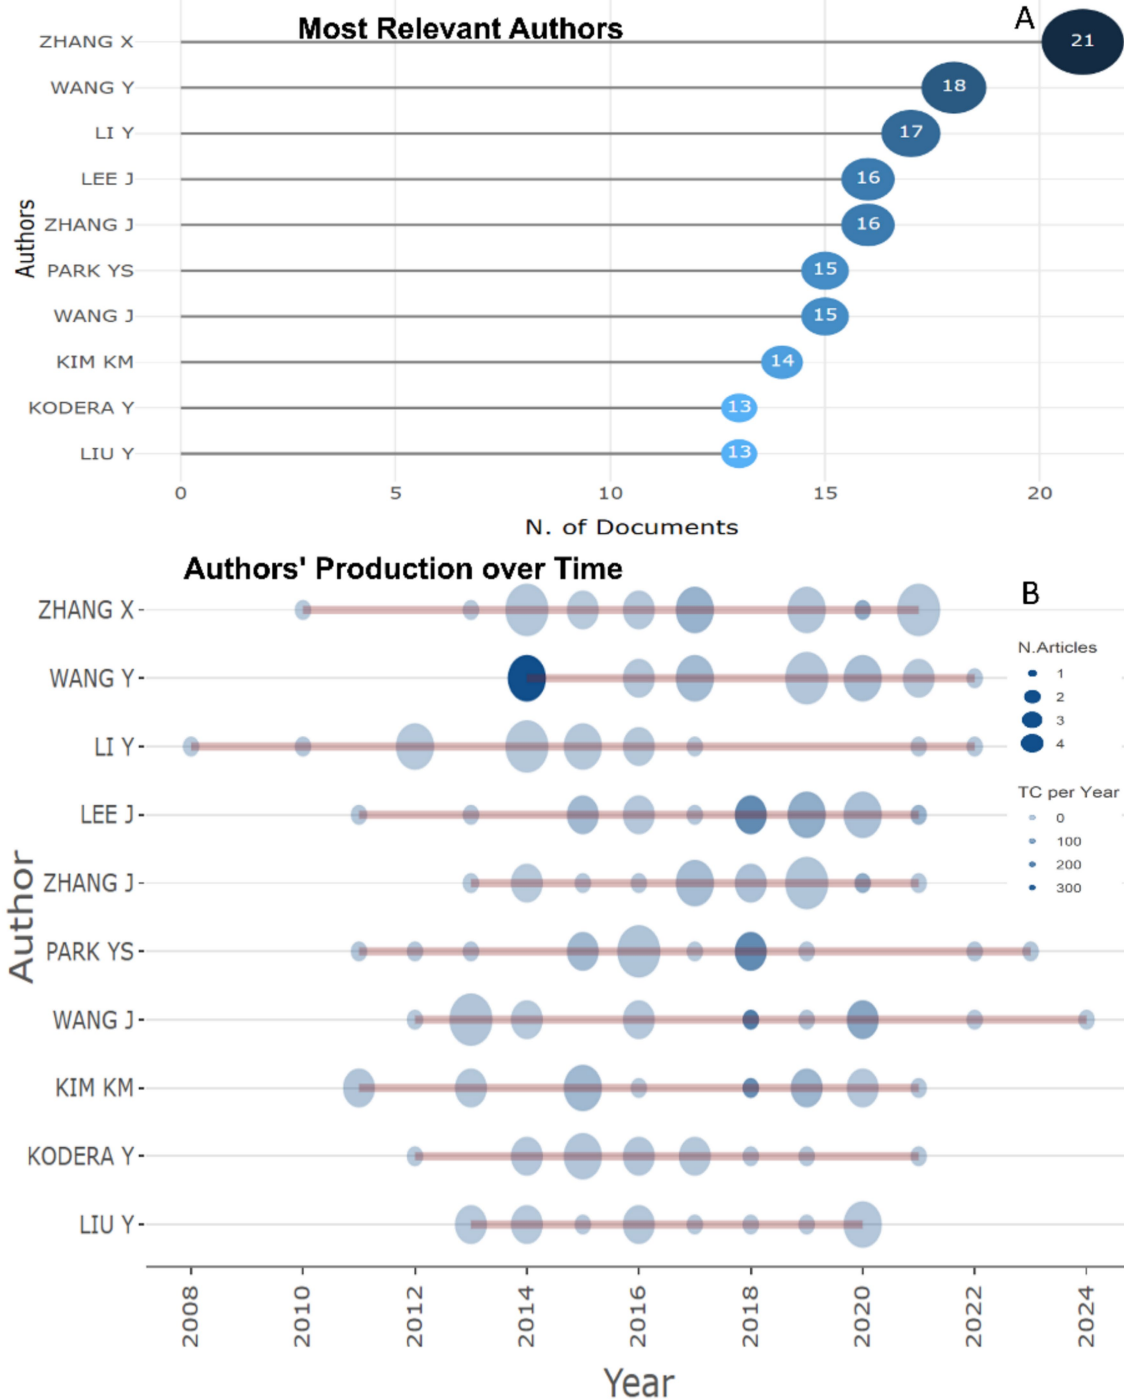 Most Relevant Authors
A
ZHANG X
21
WANG Y
18
LI Y
17
LEE J
16
ZHANG J
16
PARK YS
15
WANG J
15
KIM KM
14
KODERA Y
13
LIU Y
13
Authors
0 5 10 15 20
N. of Documents
Authors' Production over Time
B
ZHANG X
WANG Y
LI Y
LEE J
ZHANG J
PARK YS
WANG J
KIM KM
KODERA Y
LIU Y
Author
N.Articles
1
2
3
4
TC per Year
0
100
200
300
2008 2010 2012 2014 2016 2018 2020 2022 2024
Year